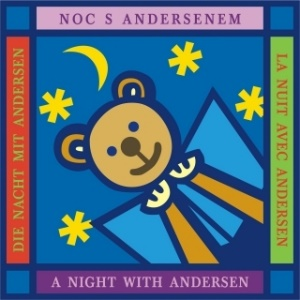 NOC S ANDERSENEM
DIE NACHT MIT ANDERSEN
LA NUIT AVEC ANDERSEN
A NIGHT WITH ANDERSEN